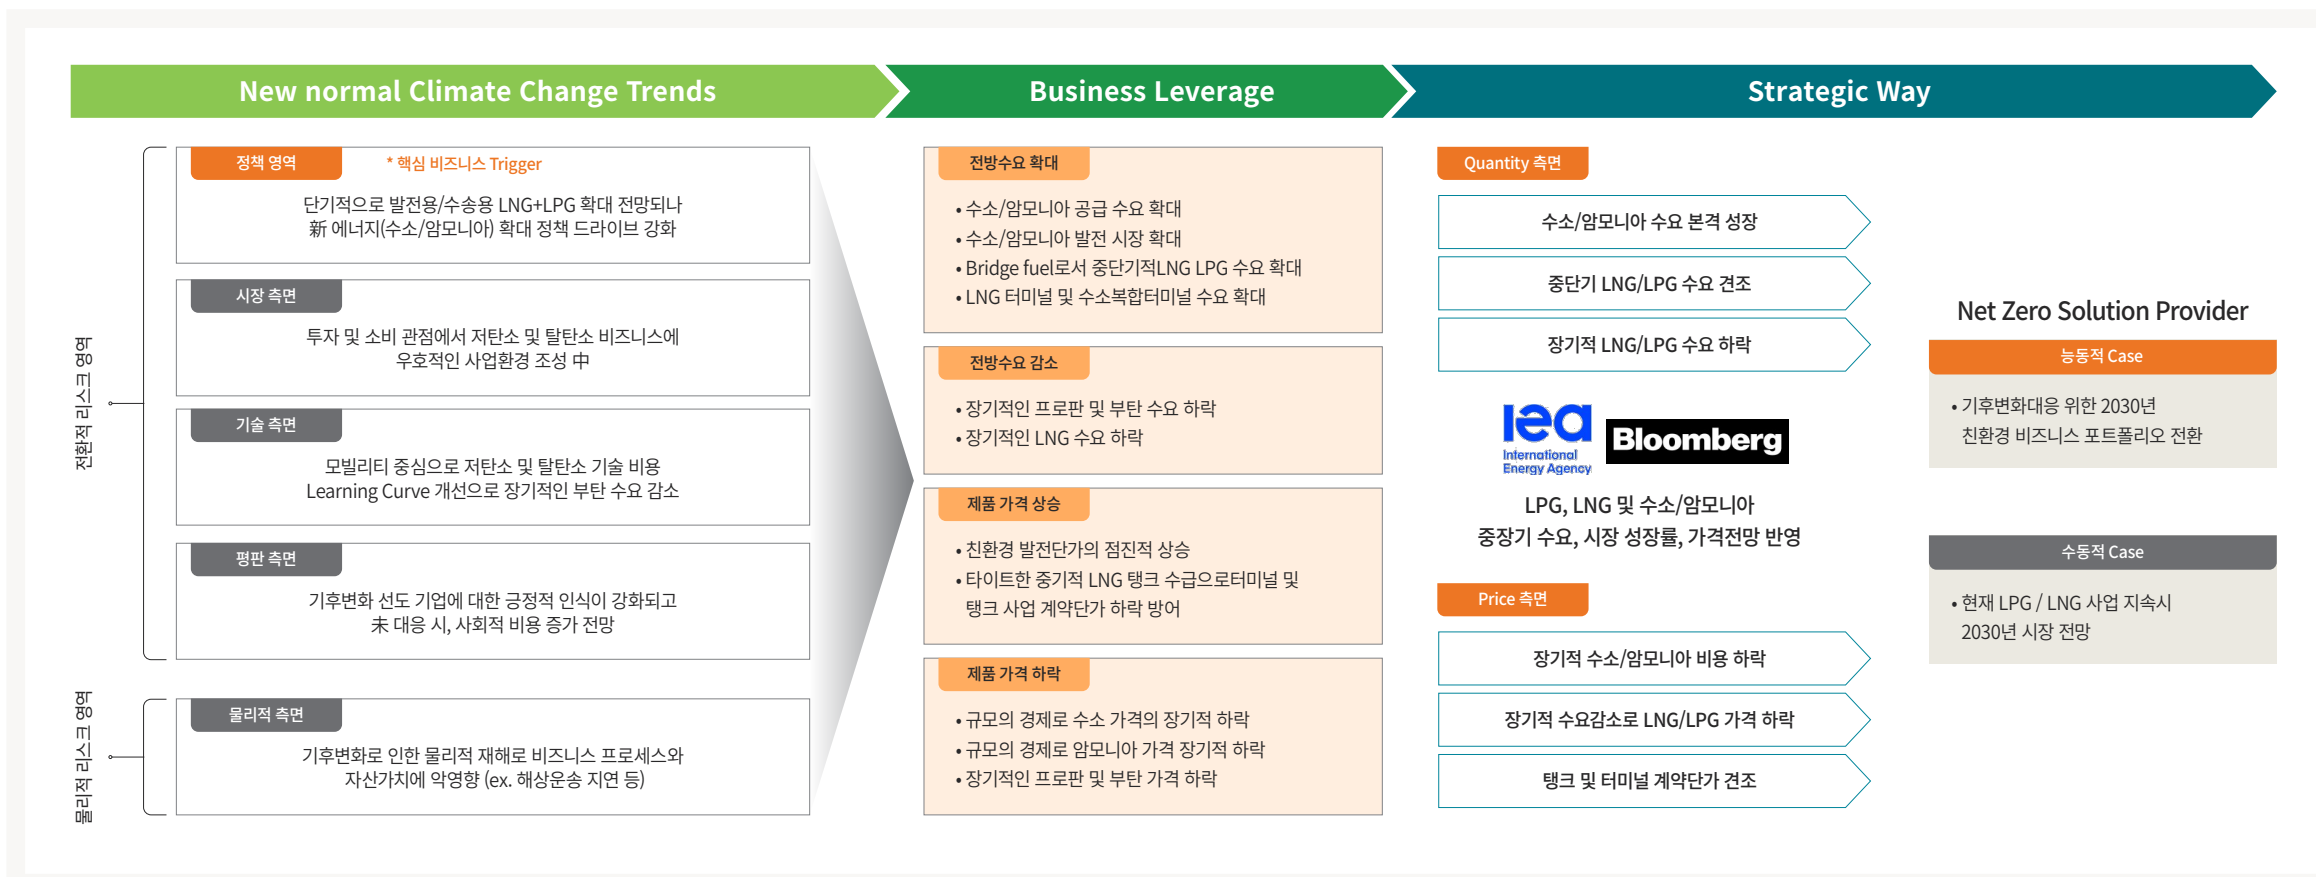 New normal Climate Change Trends
Business Leverage
Strategic Way
전환적 리스크 영역
정책 영역
* 핵심 비즈니스 Trigger
단기적으로 발전용/수송용 LNG+LPG 확대 전망되나
新 에너지(수소/암모니아) 확대 정책 드라이브 강화
시장 측면
투자 및 소비 관점에서 저탄소 및 탈탄소 비즈니스에
우호적인 사업환경 조성 中
기술 측면
모빌리티 중심으로 저탄소 및 탈탄소 기술 비용
Learning Curve 개선으로 장기적인 부탄 수요 감소
평판 측면
기후변화 선도 기업에 대한 긍정적 인식이 강화되고
未 대응 시, 사회적 비용 증가 전망
물리적 리스크 영역
물리적 측면
기후변화로 인한 물리적 재해로 비즈니스 프로세스와
자산가치에 악영향 (ex. 해상운송 지연 등)
전방수요 확대
• 수소/암모니아 공급 수요 확대
• 수소/암모니아 발전 시장 확대
• Bridge fuel로서 중단기적LNG LPG 수요 확대
• LNG 터미널 및 수소복합터미널 수요 확대
전방수요 감소
• 장기적인 프로판 및 부탄 수요 하락
• 장기적인 LNG 수요 하락
제품 가격 상승
• 친환경 발전단가의 점진적 상승
• 타이트한 중기적 LNG 탱크 수급으로터미널 및
탱크 사업 계약단가 하락 방어
제품 가격 하락
• 규모의 경제로 수소 가격의 장기적 하락
• 규모의 경제로 암모니아 가격 장기적 하락
• 장기적인 프로판 및 부탄 가격 하락
Quantity 측면
수소/암모니아 수요 본격 성장
중단기 LNG/LPG 수요 견조
장기적 LNG/LPG 수요 하락
iea
International
Energy Agency
Bloomberg
LPG, LNG 및 수소/암모니아
중장기 수요, 시장 성장률, 가격전망 반영
Price 측면
장기적 수소/암모니아 비용 하락
장기적 수요감소로 LNG/LPG 가격 하락
탱크 및 터미널 계약단가 견조
Net Zero Solution Provider
능동적 Case
• 기후변화대응 위한 2030년
친환경 비즈니스 포트폴리오 전환
수동적 Case
• 현재 LPG / LNG 사업 지속시
2030년 시장 전망